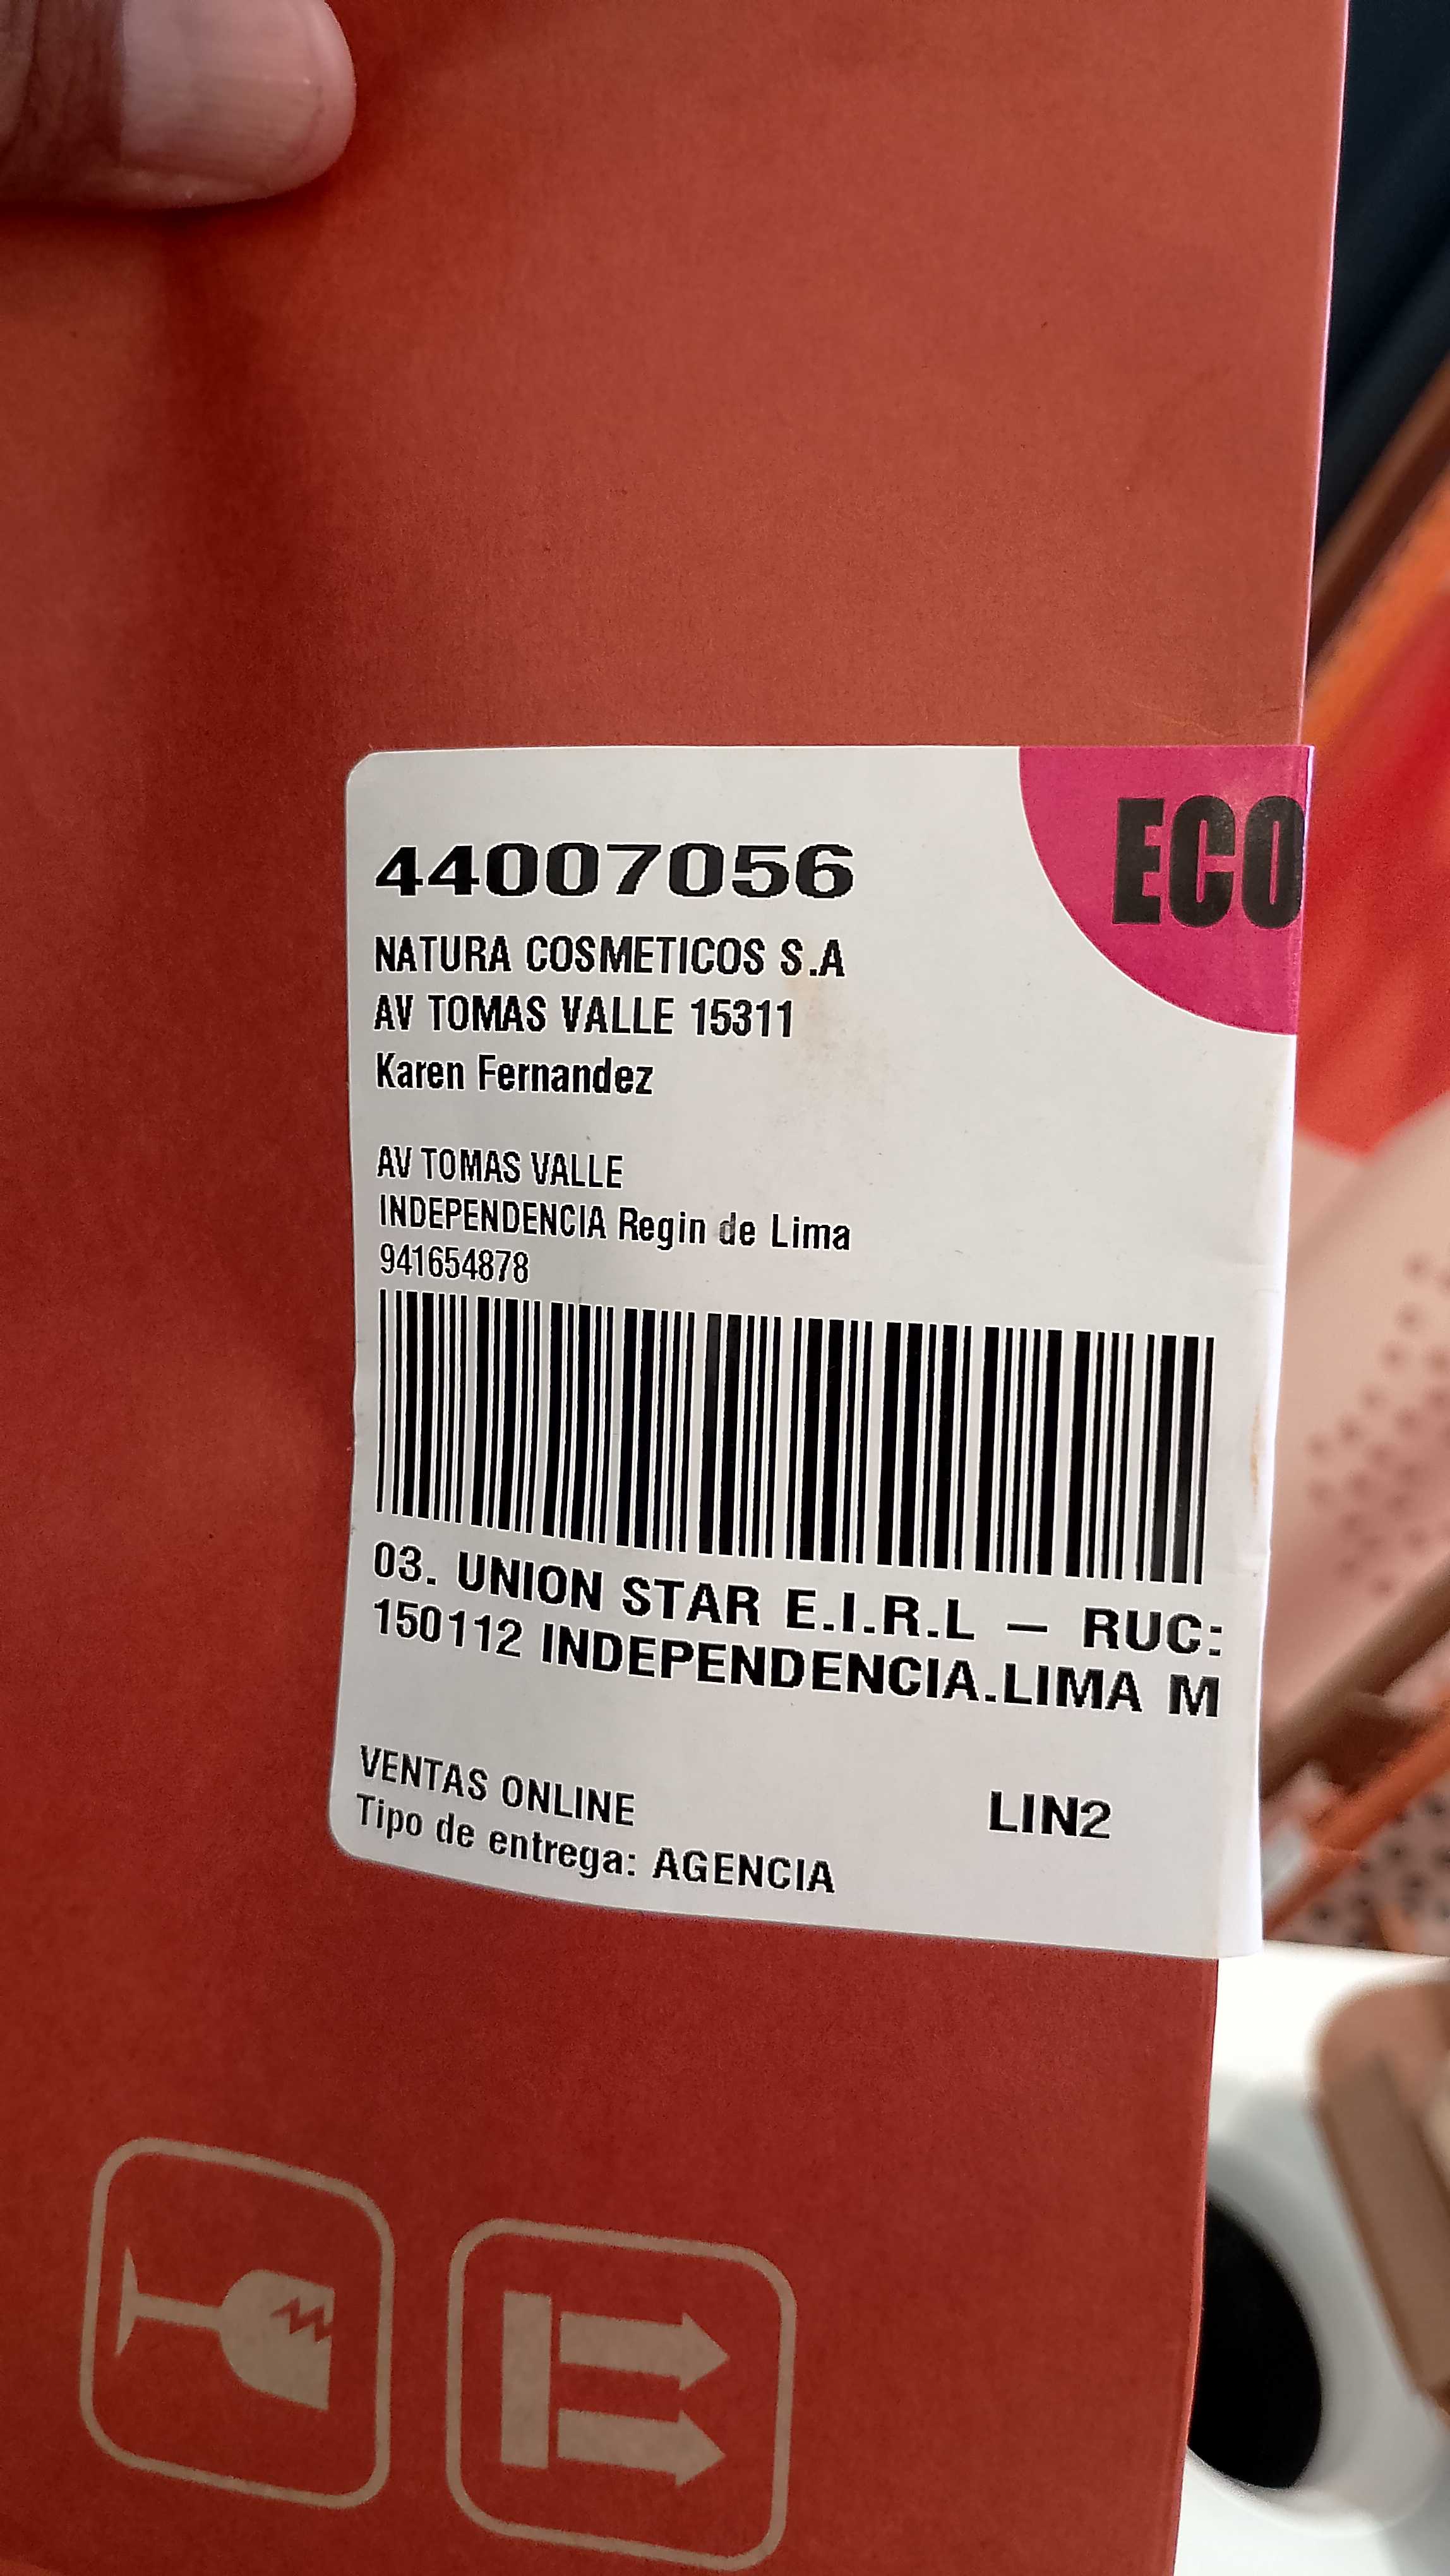 ECO
44007056
NATURA COSMETICOS S.A
AV TOMAS VALLE 15311
Karen Fernandez
AV TOMAS VALLE
INDEPENDENCIA Regin de Lima
941654878
03. UNION STAR E.I.R.L – RUC:
150112 INDEPENDENCIA.LIMA M
VENTAS ONLINE
LIN2
Tipo de entrega: AGENCIA